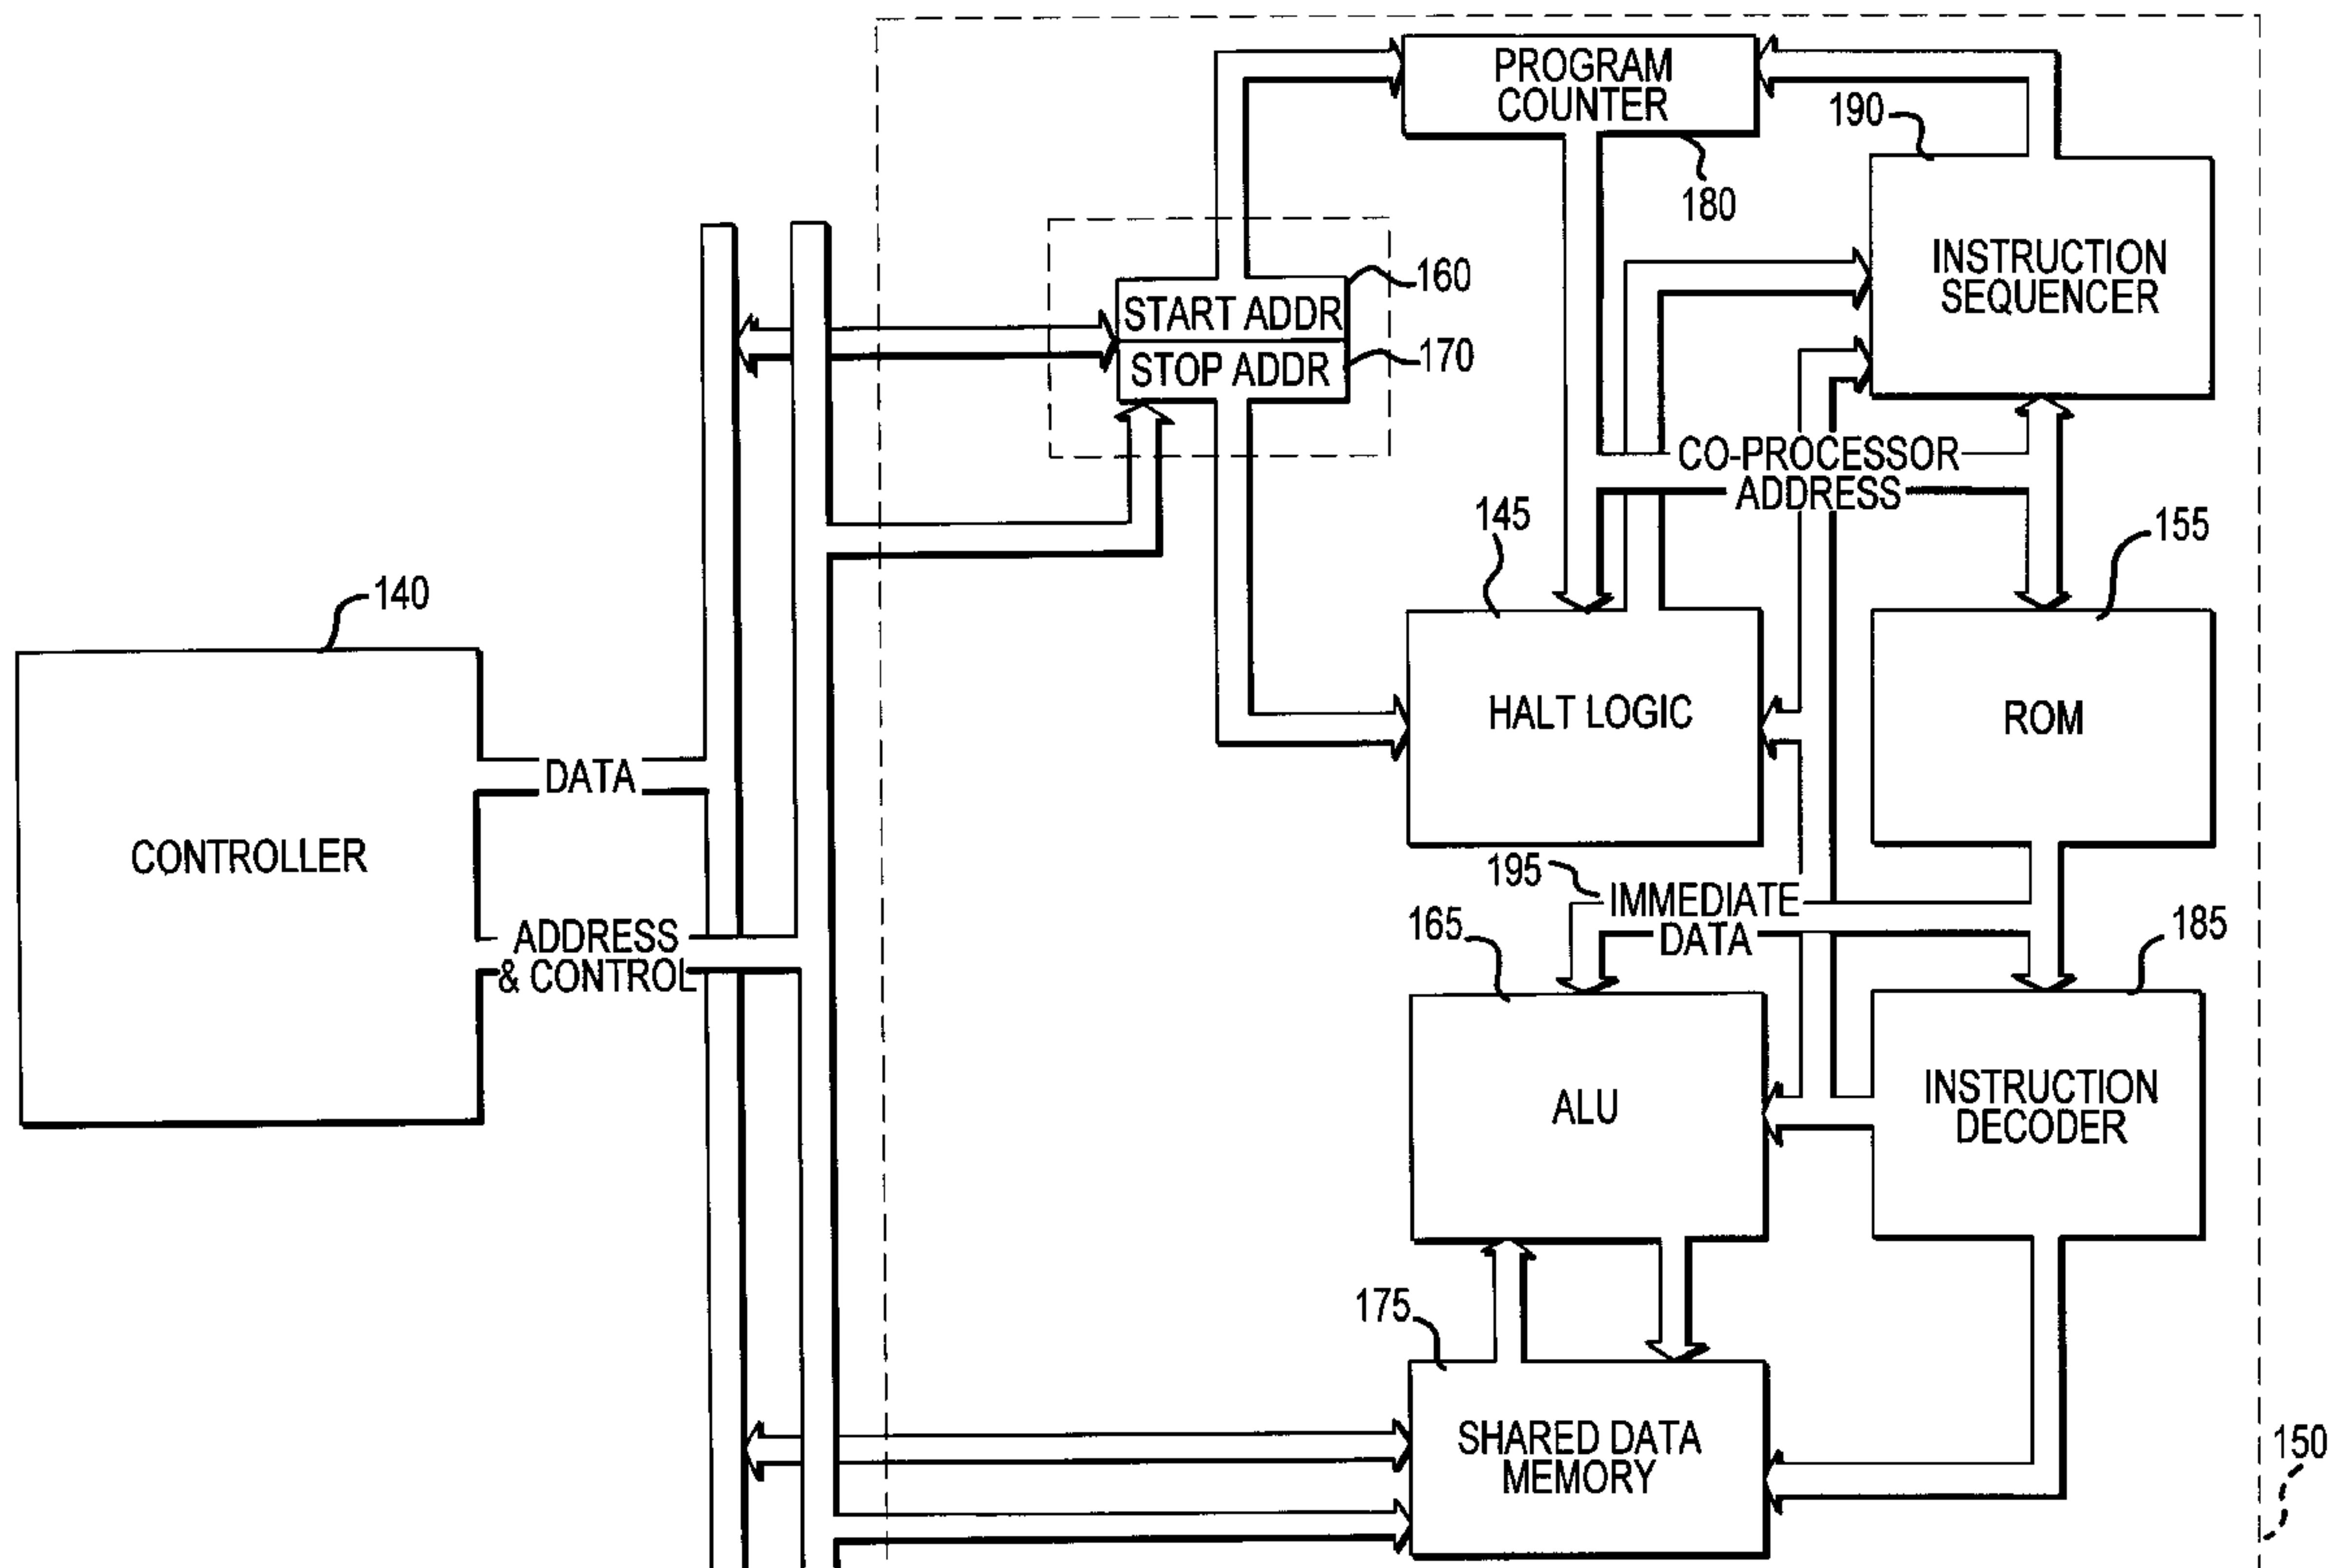 PROGRAM
COUNTER
190
180
INSTRUCTION
SEQUENCER
160
START ADDR
170
STOP ADDR
CO-PROCESSOR
ADDRESS
145
155
140
HALT LOGIC
ROM
DATA
CONTROLLER
195
IMMEDIATE
DATA
165
185
ADDRESS
& CONTROL
ALU
INSTRUCTION
DECODER
175
SHARED DATA
MEMORY
150